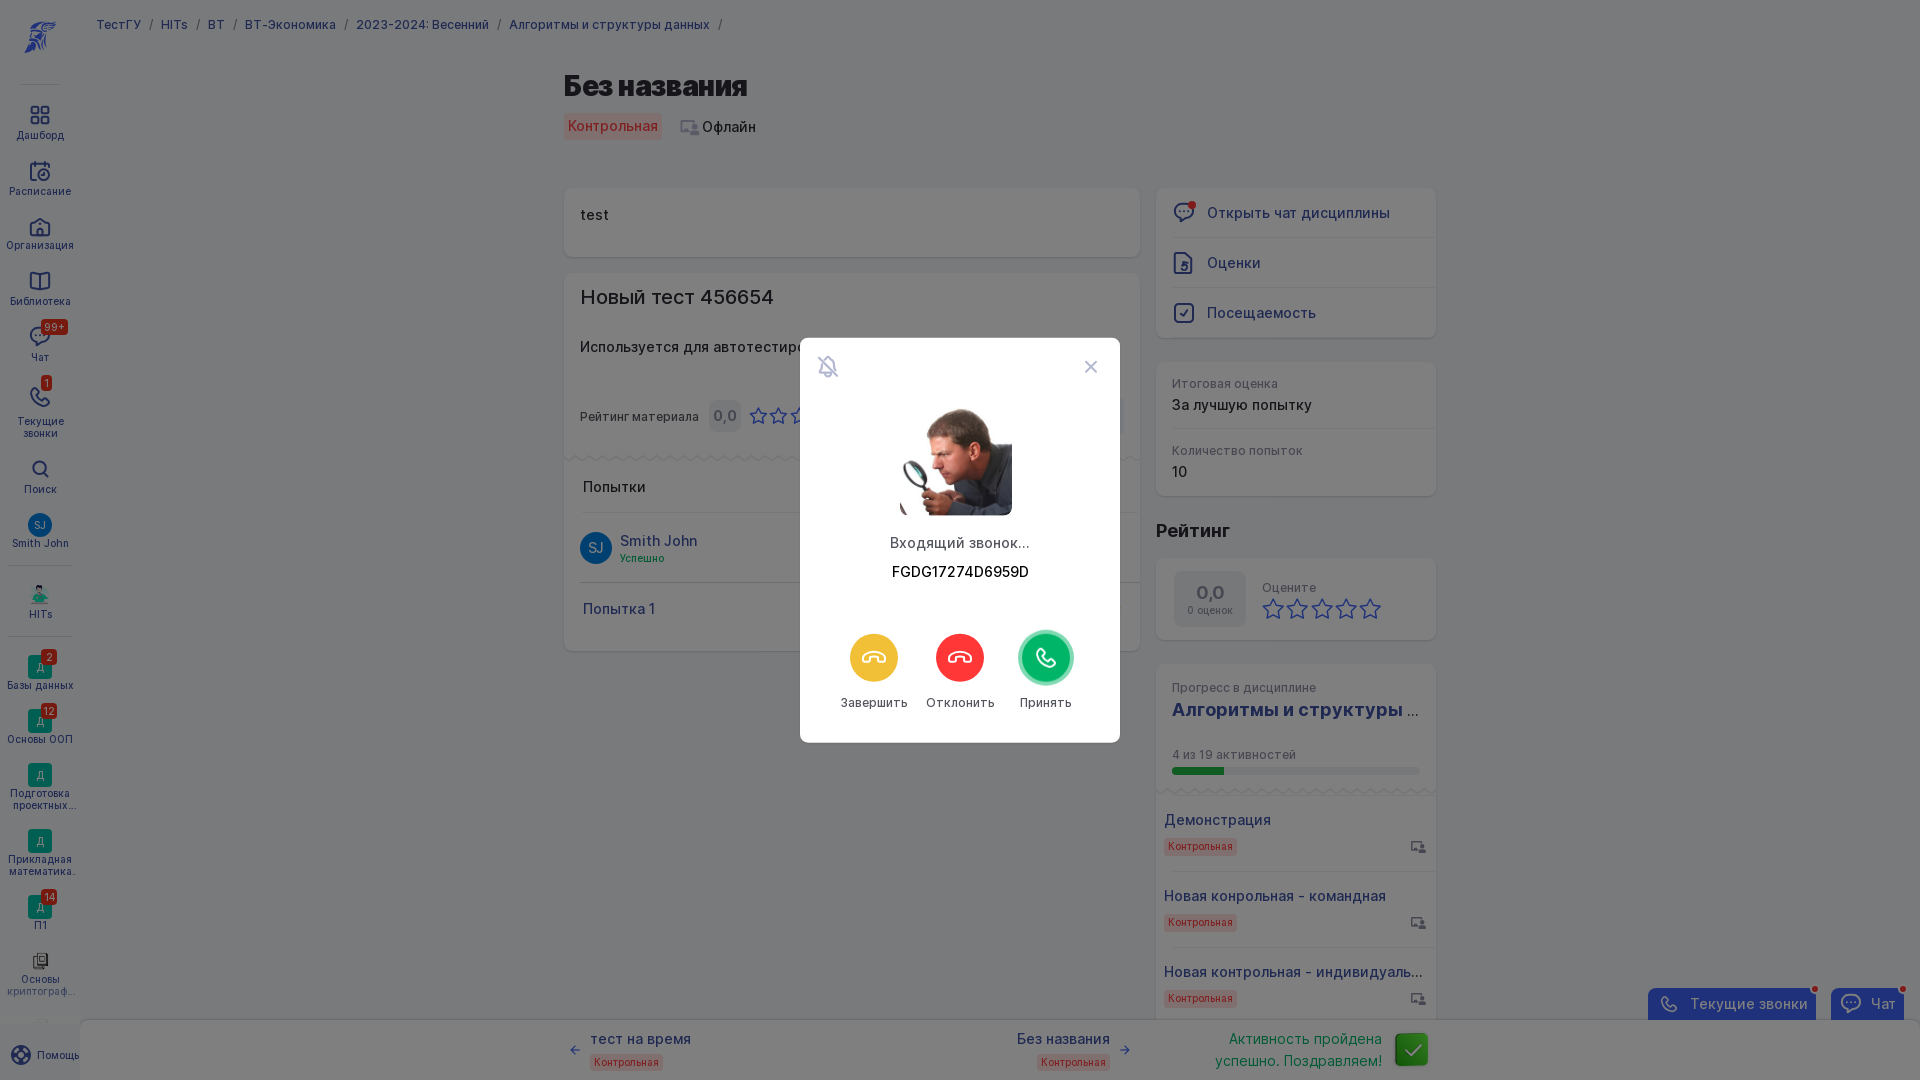 ТестГУ / HITs / ВТ / ВТ-Экономика / 2023-2024: Весенний / Алгоритмы и структуры данных /
Дашборд
Расписание
Организация
Библиотека
99+
Чат
1
Текущие
звонки
Поиск
SJ
Smith John
HITs
2
Д
Базы данных
12
Д
Основы ООП
Д
Подготовка
проектных...
Д
Прикладная
математика.
14
Д
П1
Основы
криптограф...
Помощь
Без названия
Контрольная
Офлайн
test
Новый тест 456654
Используется для автотестиро
Рейтинг материала 0,0
Попытки
SJ
Smith John
Успешно
Попытка 1
Входящий звонок...
FGDG17274D6959D
Завершить
Отклонить
Принять
Открыть чат дисциплины
Оценки
Посещаемость
Итоговая оценка
За лучшую попытку
Количество попыток
10
Рейтинг
0,0
0 оценок
Оцените
Прогресс в дисциплине
Алгоритмы и структуры ...
4 из 19 активностей
Демонстрация
Контрольная
Новая конрольная - командная
Контрольная
Новая контрольная - индивидуаль...
Контрольная
Текущие звонки
Чат
тест на время
Контрольная
Без названия
Контрольная
Активность пройдена
успешно. Поздравляем!